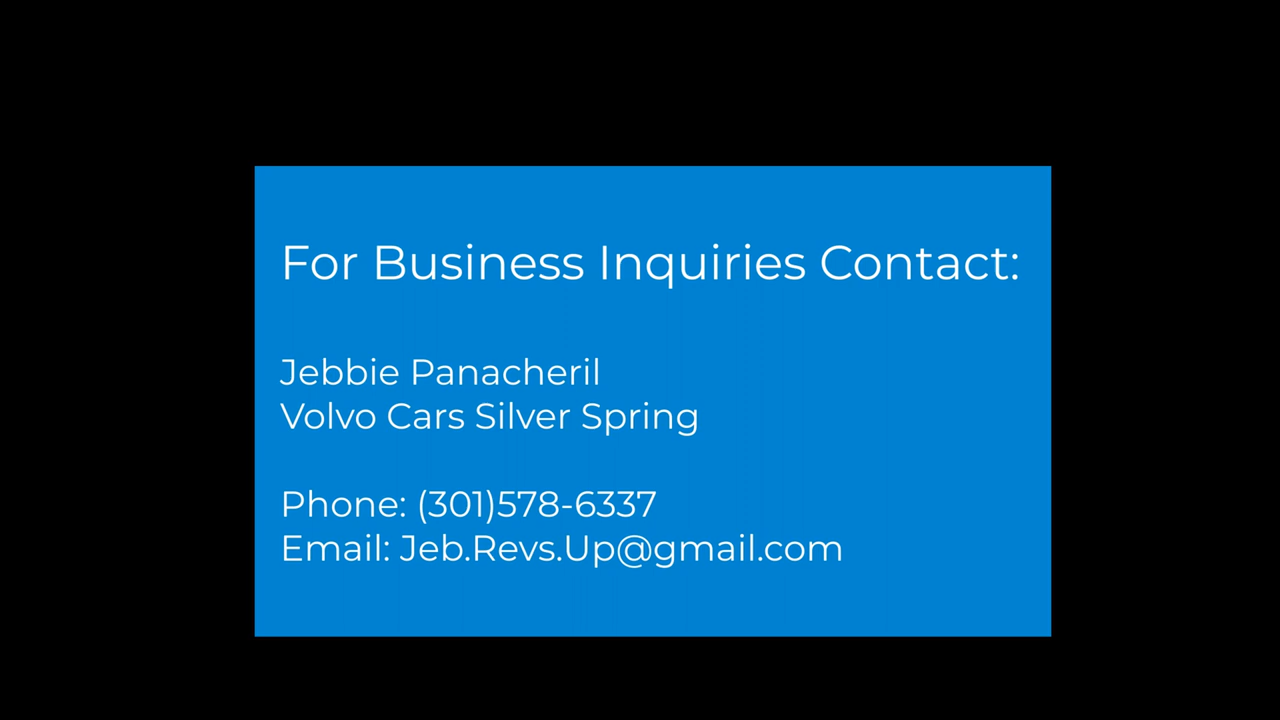 For Business Inquiries Contact:
Jebbie Panacheril
Volvo Cars Silver Spring
Phone: (301)578-6337
Email: Jeb.Revs.Up@gmail.com